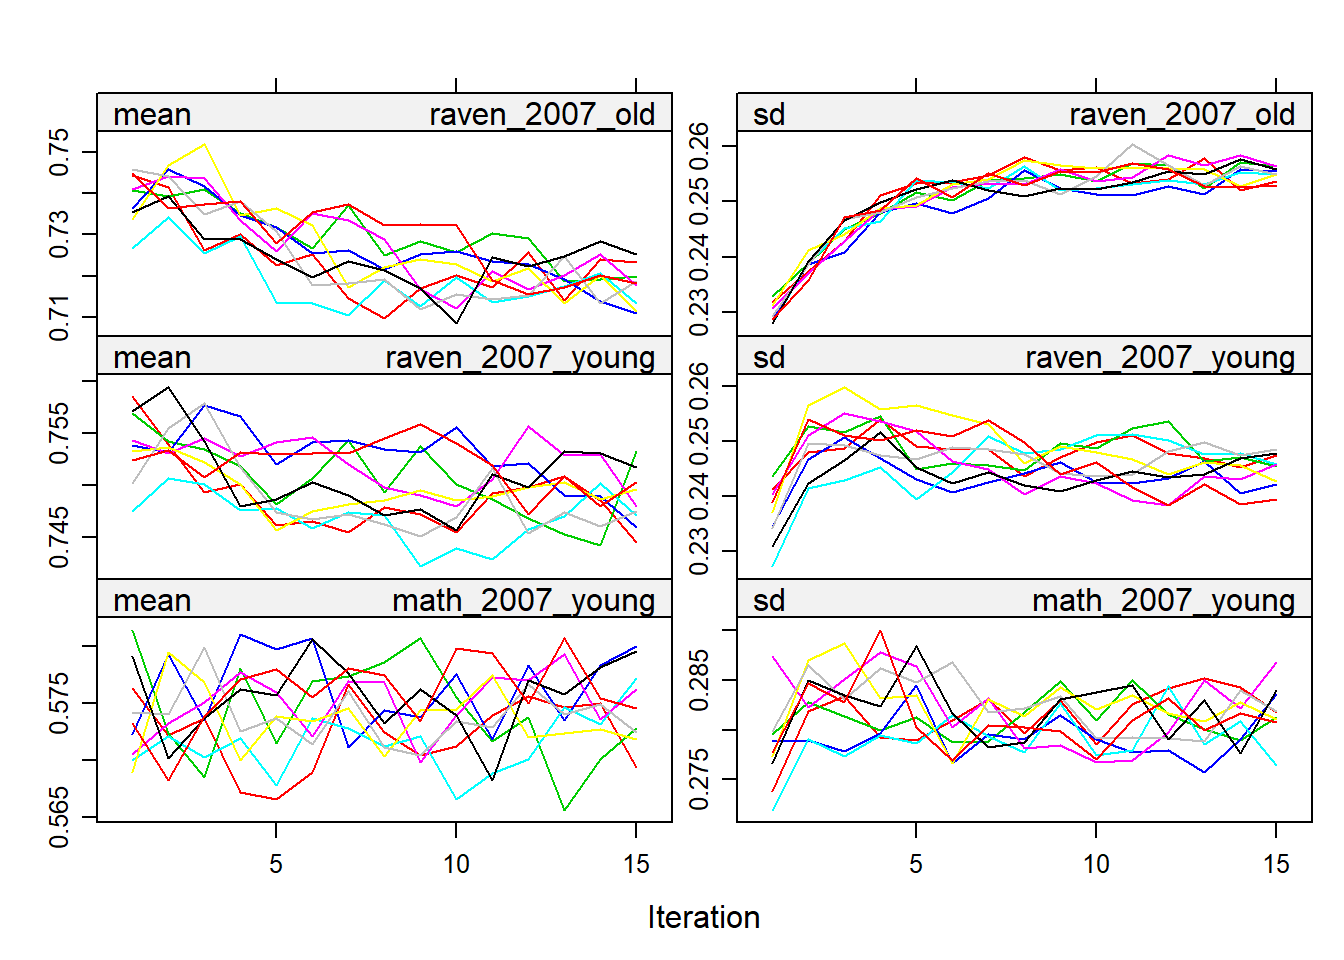 mean raven_2007_old
sd raven_2007_old
0.71 0.73 0.75
0.23 0.24 0.25 0.26
mean raven_2007_young
sd raven_2007_young
0.745 0.755
0.23 0.24 0.25 0.26
mean math_2007_young
sd math_2007_young
0.565 0.575
0.275 0.285
5 10 15
5 10 15
Iteration